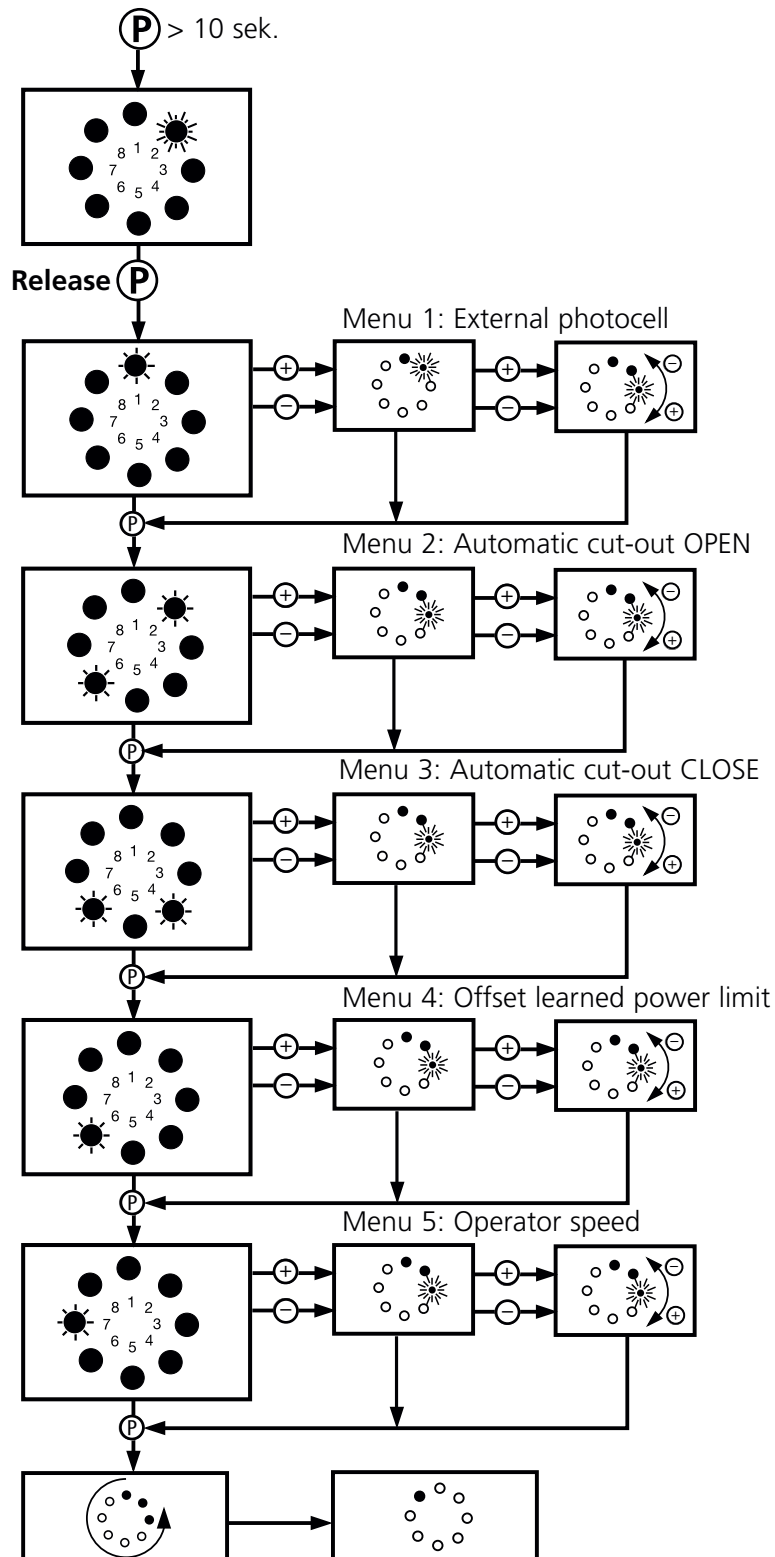 P > 10 sek.
8 1 2
7 3
6 5 4
Release P
Menu 1: External photocell
8 1 2
7 3
6 5 4
+ + −
− − +
P
Menu 2: Automatic cut-out OPEN
8 1 2
7 3
6 5 4
+ + −
− − +
P
Menu 3: Automatic cut-out CLOSE
8 1 2
7 3
6 5 4
+ + −
− − +
P
Menu 4: Offset learned power limit
8 1 2
7 3
6 5 4
+ + −
− − +
P
Menu 5: Operator speed
8 1 2
7 3
6 5 4
+ + −
− − +
P